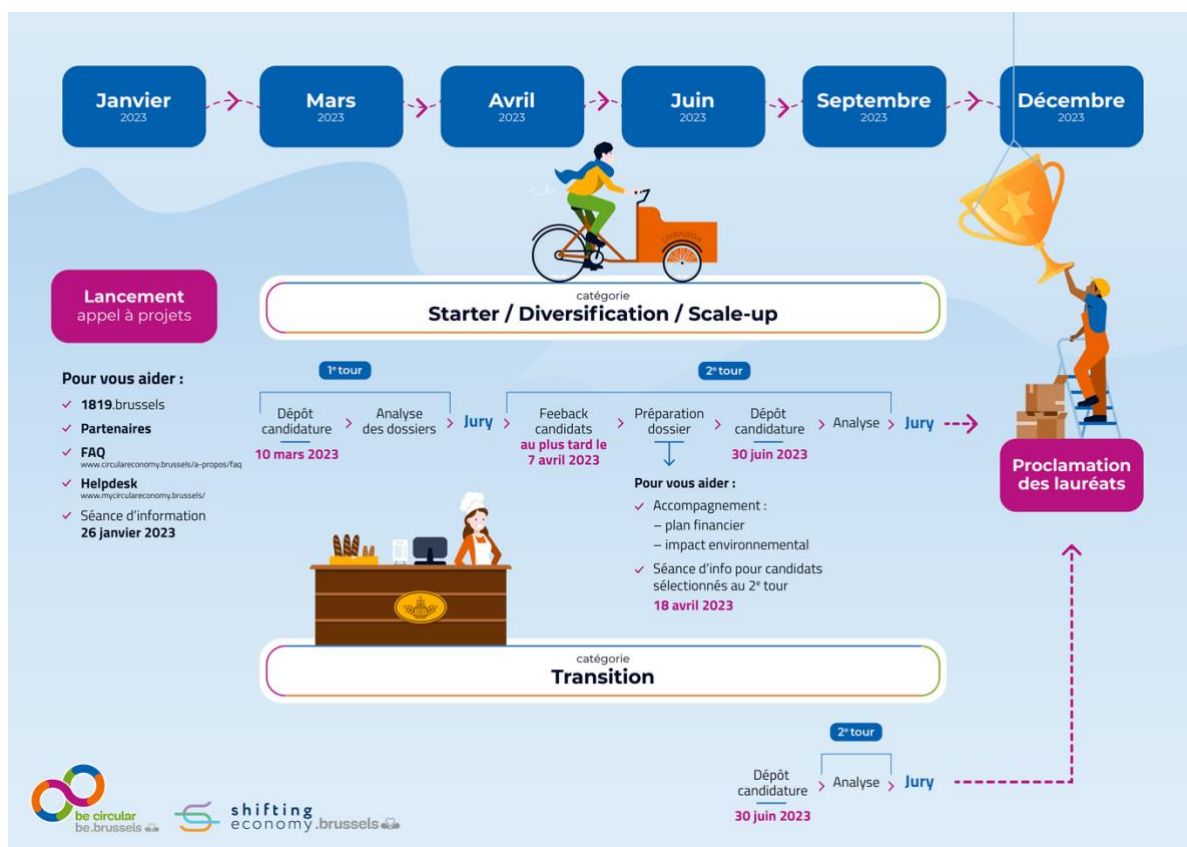 Janvier
2023
Mars
2023
Avril
2023
Juin
2023
Septembre
2023
Décembre
2023
LIVRAISON
Lancement
appel à projets
catégorie
Starter / Diversification / Scale-up
Pour vous aider :
1819.brussels
Partenaires
FAQ
www.circulareconomy.brussels/a-propos/faq
Helpdesk
www.mycirculareconomy.brussels/
Séance d'information
26 janvier 2023
1e tour
Dépôt
candidature
10 mars 2023
Analyse
des dossiers
Jury
2e tour
Feeback
candidats
au plus tard le
7 avril 2023
Préparation
dossier
Dépôt
candidature
30 juin 2023
Analyse
Jury
Pour vous aider :
Accompagnement :
– plan financier
– impact environnemental
Séance d'info pour candidats
sélectionnés au 2e tour
18 avril 2023
Proclamation
des lauréats
catégorie
Transition
2e tour
Dépôt
candidature
30 juin 2023
Analyse
Jury
be circular
be.brussels
shifting
economy.brussels